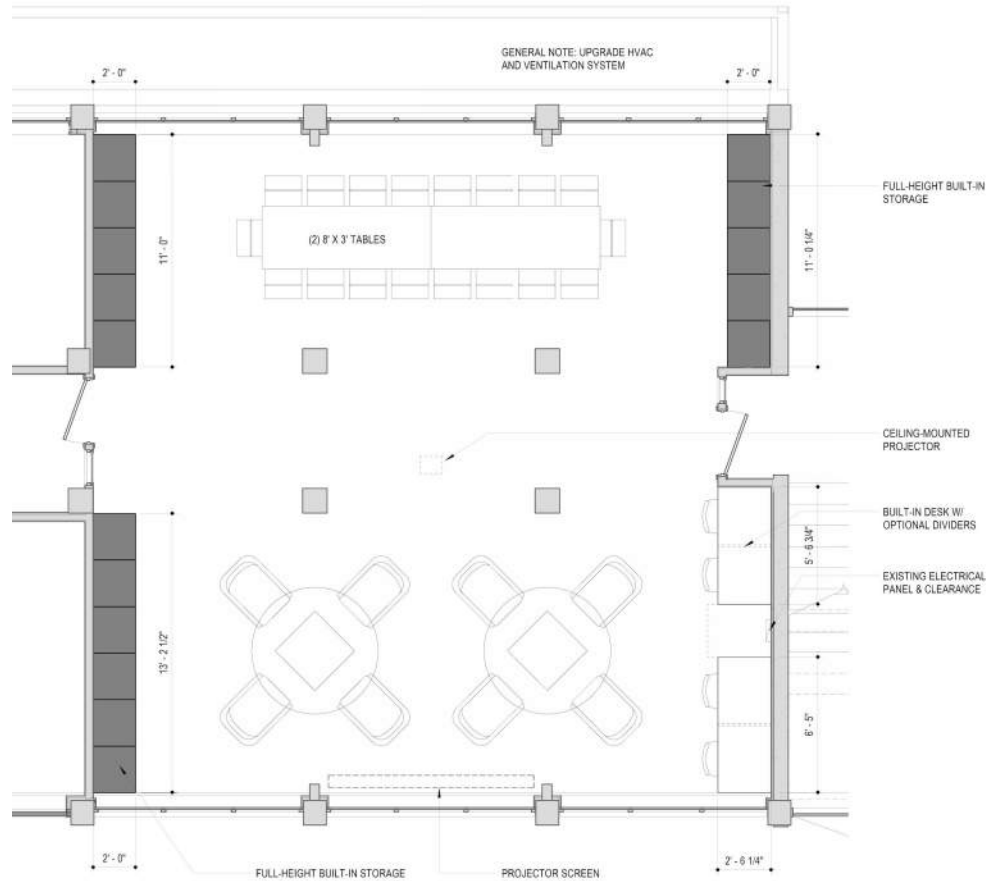 GENERAL NOTE: UPGRADE HVAC
AND VENTILATION SYSTEM
2' - 0"
2' - 0"
FULL-HEIGHT BUILT-IN
STORAGE
(2) 8' X 3' TABLES
11' - 0"
11' - 0 1/4"
CEILING-MOUNTED
PROJECTOR
BUILT-IN DESK W/
OPTIONAL DIVIDERS
5' - 6 3/4"
EXISTING ELECTRICAL
PANEL & CLEARANCE
13' - 2 1/2"
6' - 5"
2' - 0"
FULL-HEIGHT BUILT-IN STORAGE
PROJECTOR SCREEN
2' - 6 1/4"